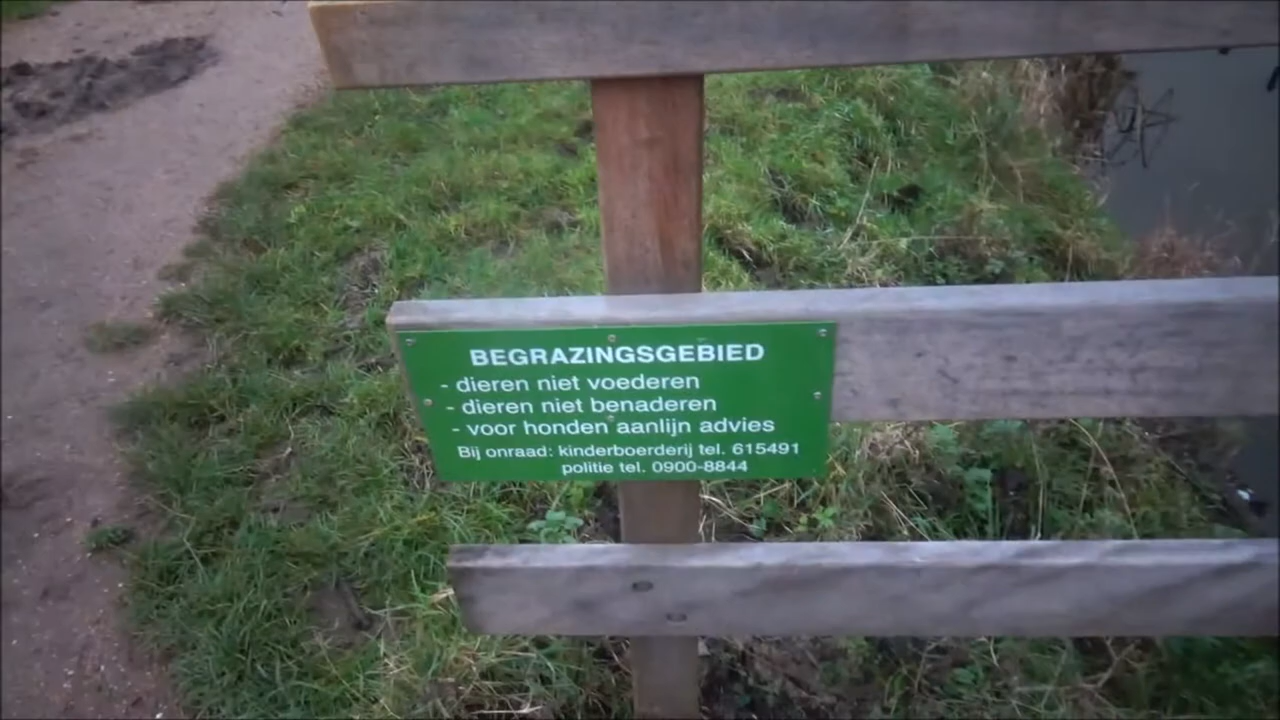 BEGRAZINGSGEBIED
- dieren niet voederen
- dieren niet benaderen
- voor honden aanlijn advies
Bij onraad: kinderboerderij tel. 615491
politie tel. 0900-8844